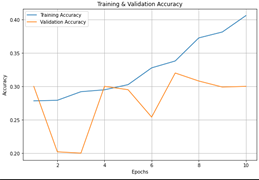 Training & Validation Accuracy
Training Accuracy
Validation Accuracy
0.40
0.35
0.30
0.25
0.20
Accuracy
2 4 6 8 10
Epochs